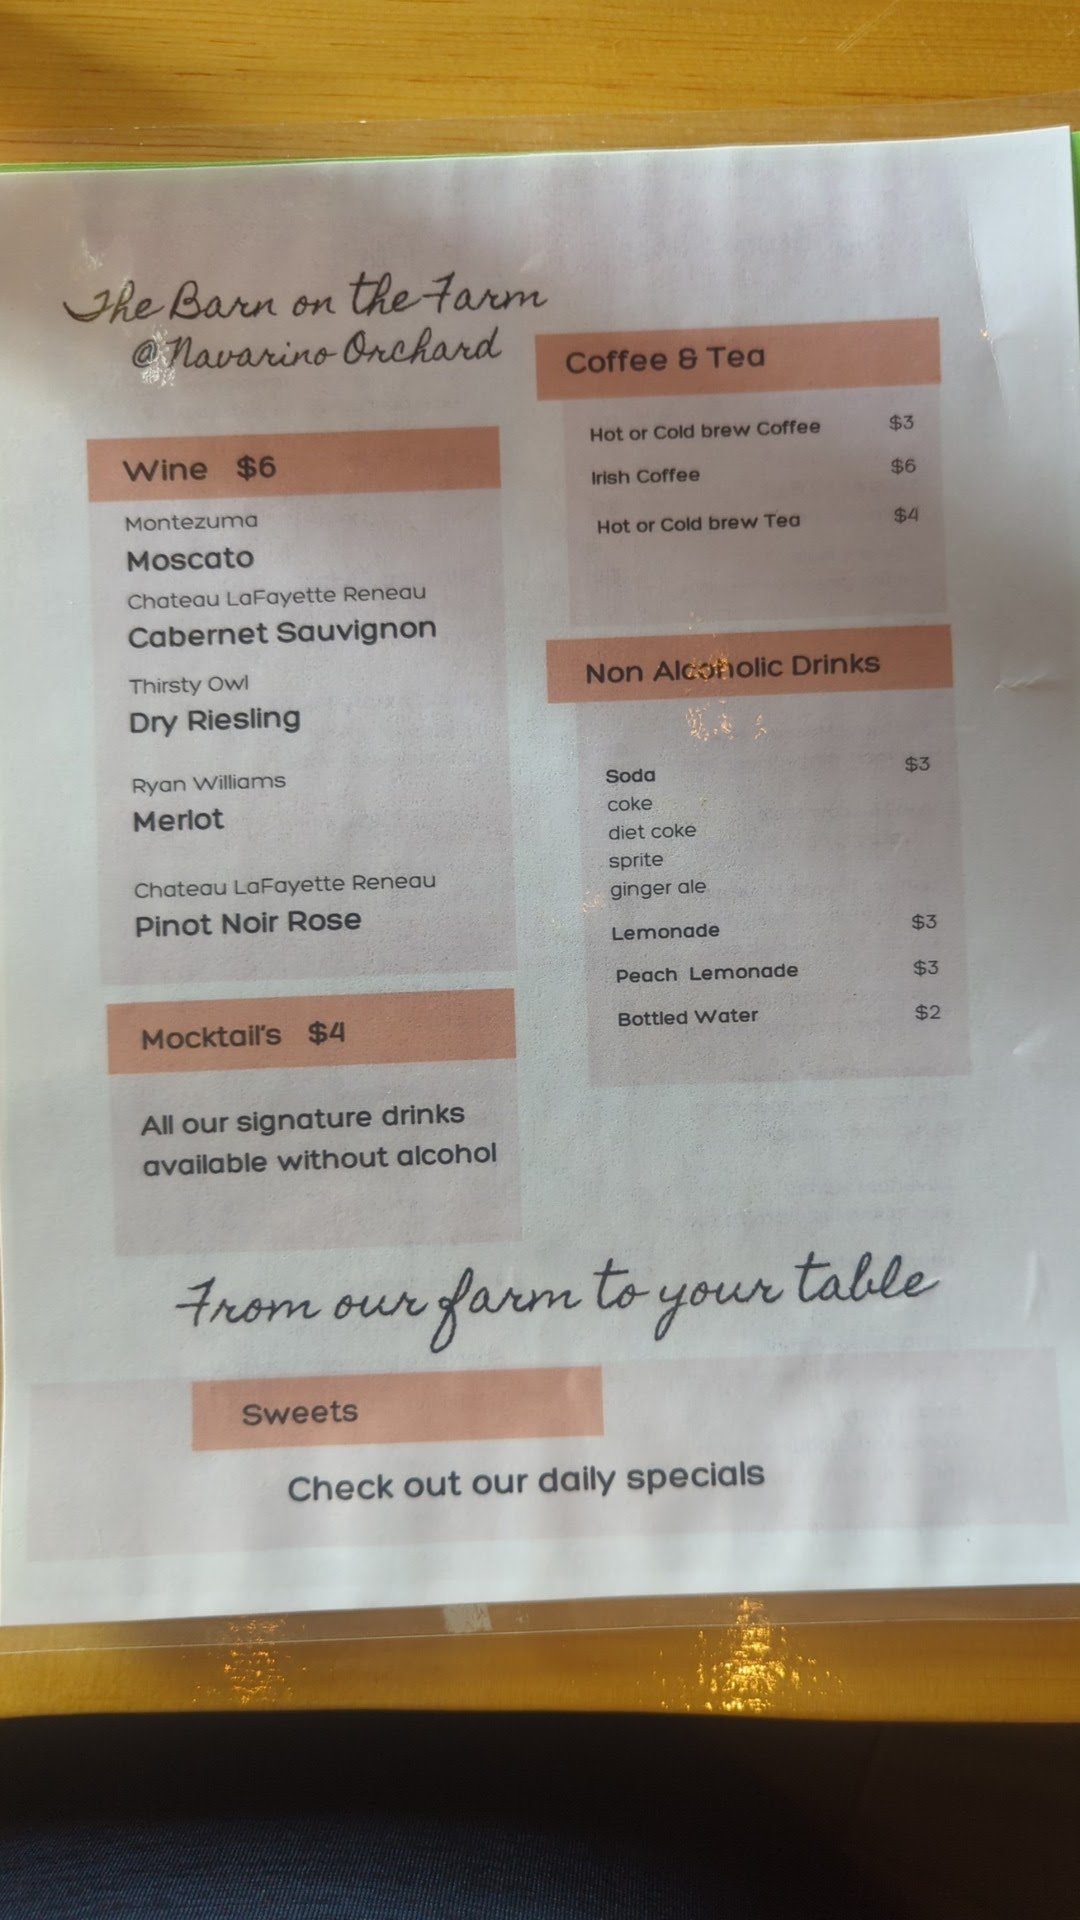 The Barn on the Farm
@ Navarino Orchard
Wine $6
Montezuma
Moscato
Chateau LaFayette Reneau
Cabernet Sauvignon
Thirsty Owl
Dry Riesling
Ryan Williams
Merlot
Chateau LaFayette Reneau
Pinot Noir Rose
Mocktail's $4
All our signature drinks
available without alcohol
Coffee & Tea
Hot or Cold brew Coffee $3
Irish Coffee $6
Hot or Cold brew Tea $4
Non Alcoholic Drinks
Soda $3
coke
diet coke
sprite
ginger ale
Lemonade $3
Peach Lemonade $3
Bottled Water $2
From our farm to your table
Sweets
Check out our daily specials